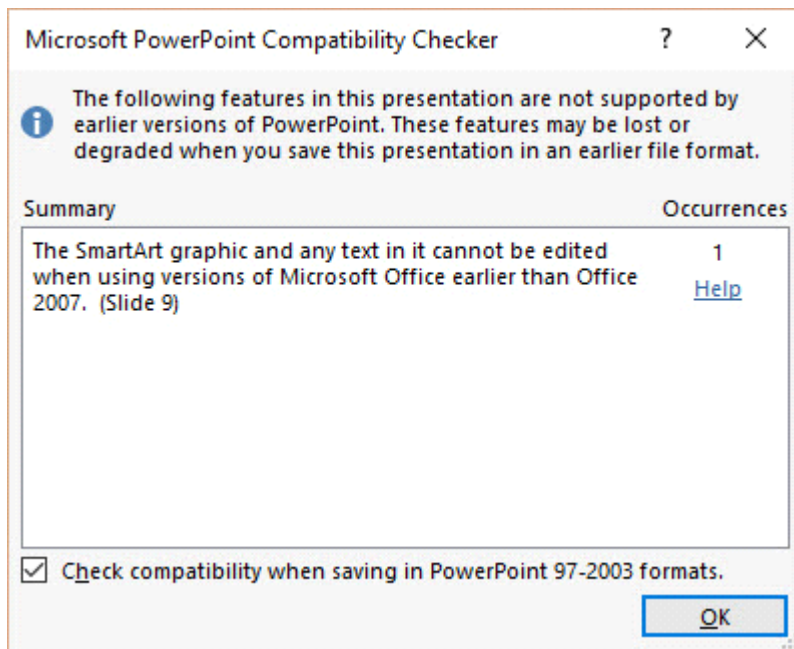 Microsoft PowerPoint Compatibility Checker ?
The following features in this presentation are not supported by
earlier versions of PowerPoint. These features may be lost or
degraded when you save this presentation in an earlier file format.
Summary Occurrences
The SmartArt graphic and any text in it cannot be edited 1
when using versions of Microsoft Office earlier than Office Help
2007. (Slide 9)
Check compatibility when saving in PowerPoint 97-2003 formats.
OK